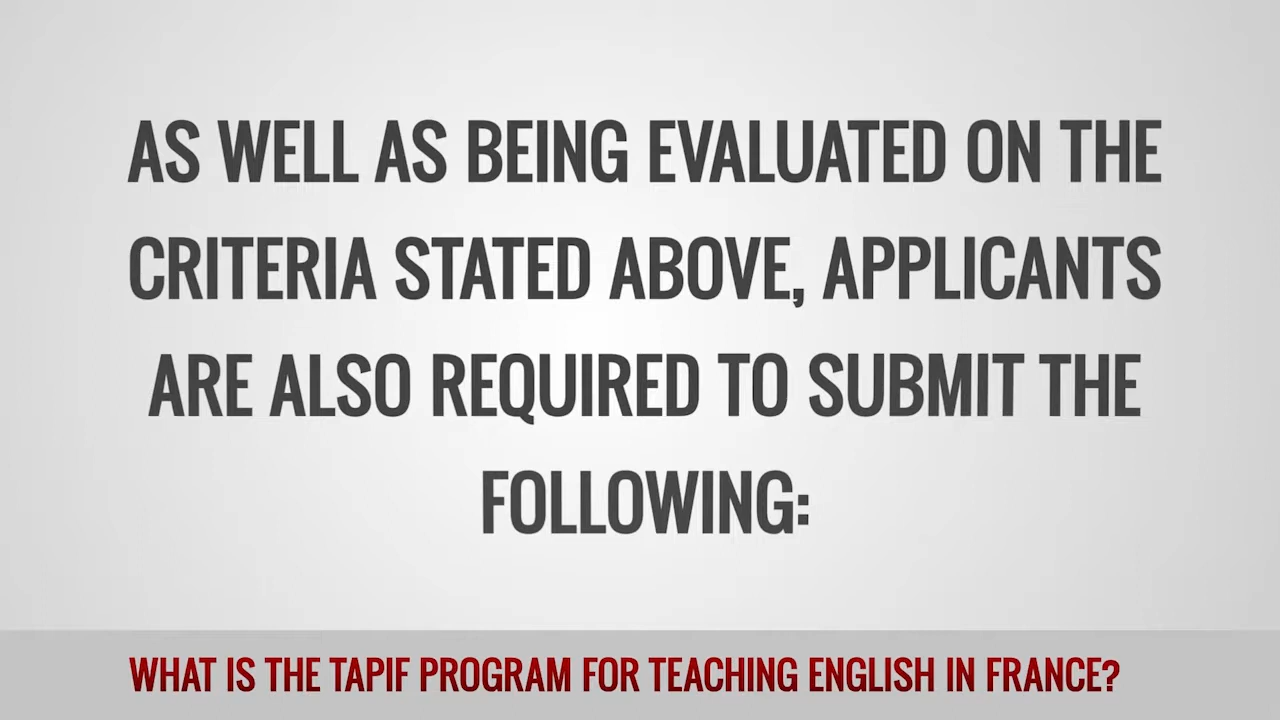 AS WELL AS BEING EVALUATED ON THE
CRITERIA STATED ABOVE, APPLICANTS
ARE ALSO REQUIRED TO SUBMIT THE
FOLLOWING:
WHAT IS THE TAPIF PROGRAM FOR TEACHING ENGLISH IN FRANCE?